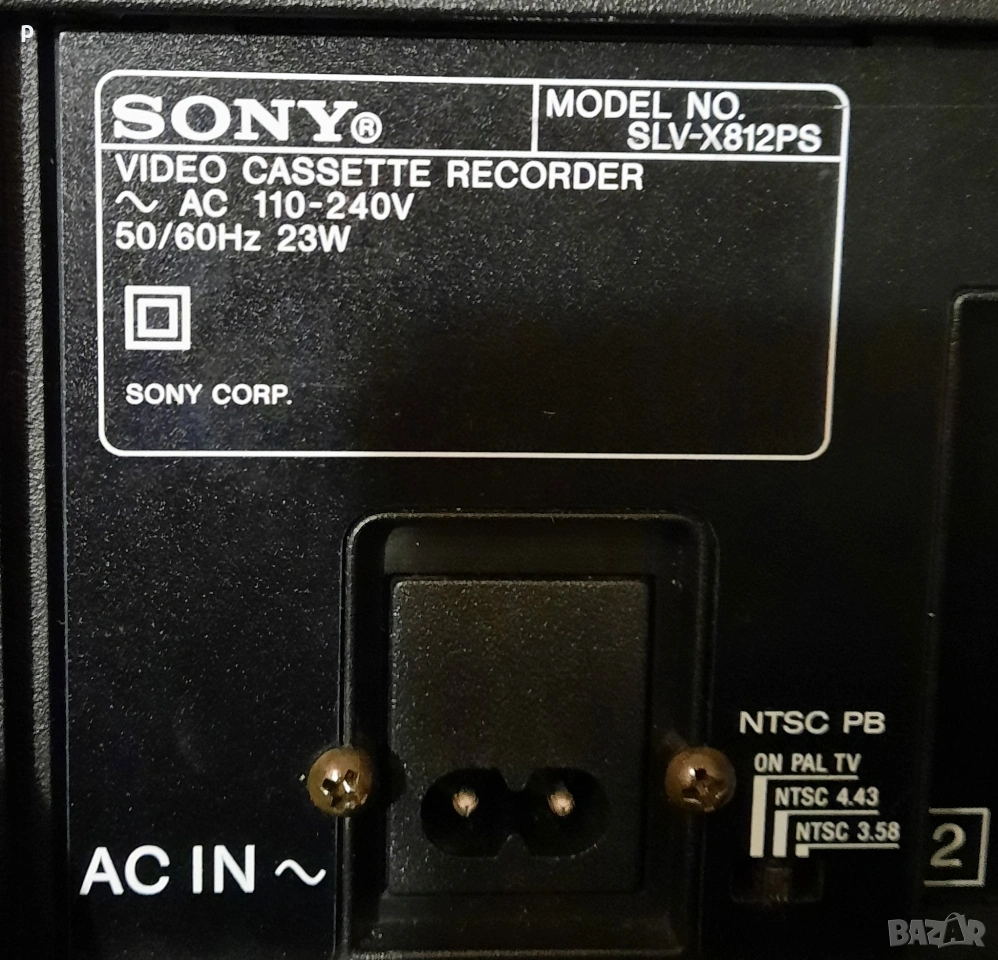 P
SONY®
MODEL NO.
SLV-X812PS
VIDEO CASSETTE RECORDER
~ AC 110-240V
50/60Hz 23W
SONY CORP.
NTSC PB
ON PAL TV
NTSC 4.43
NTSC 3.58
2
AC IN ~
BAZAR